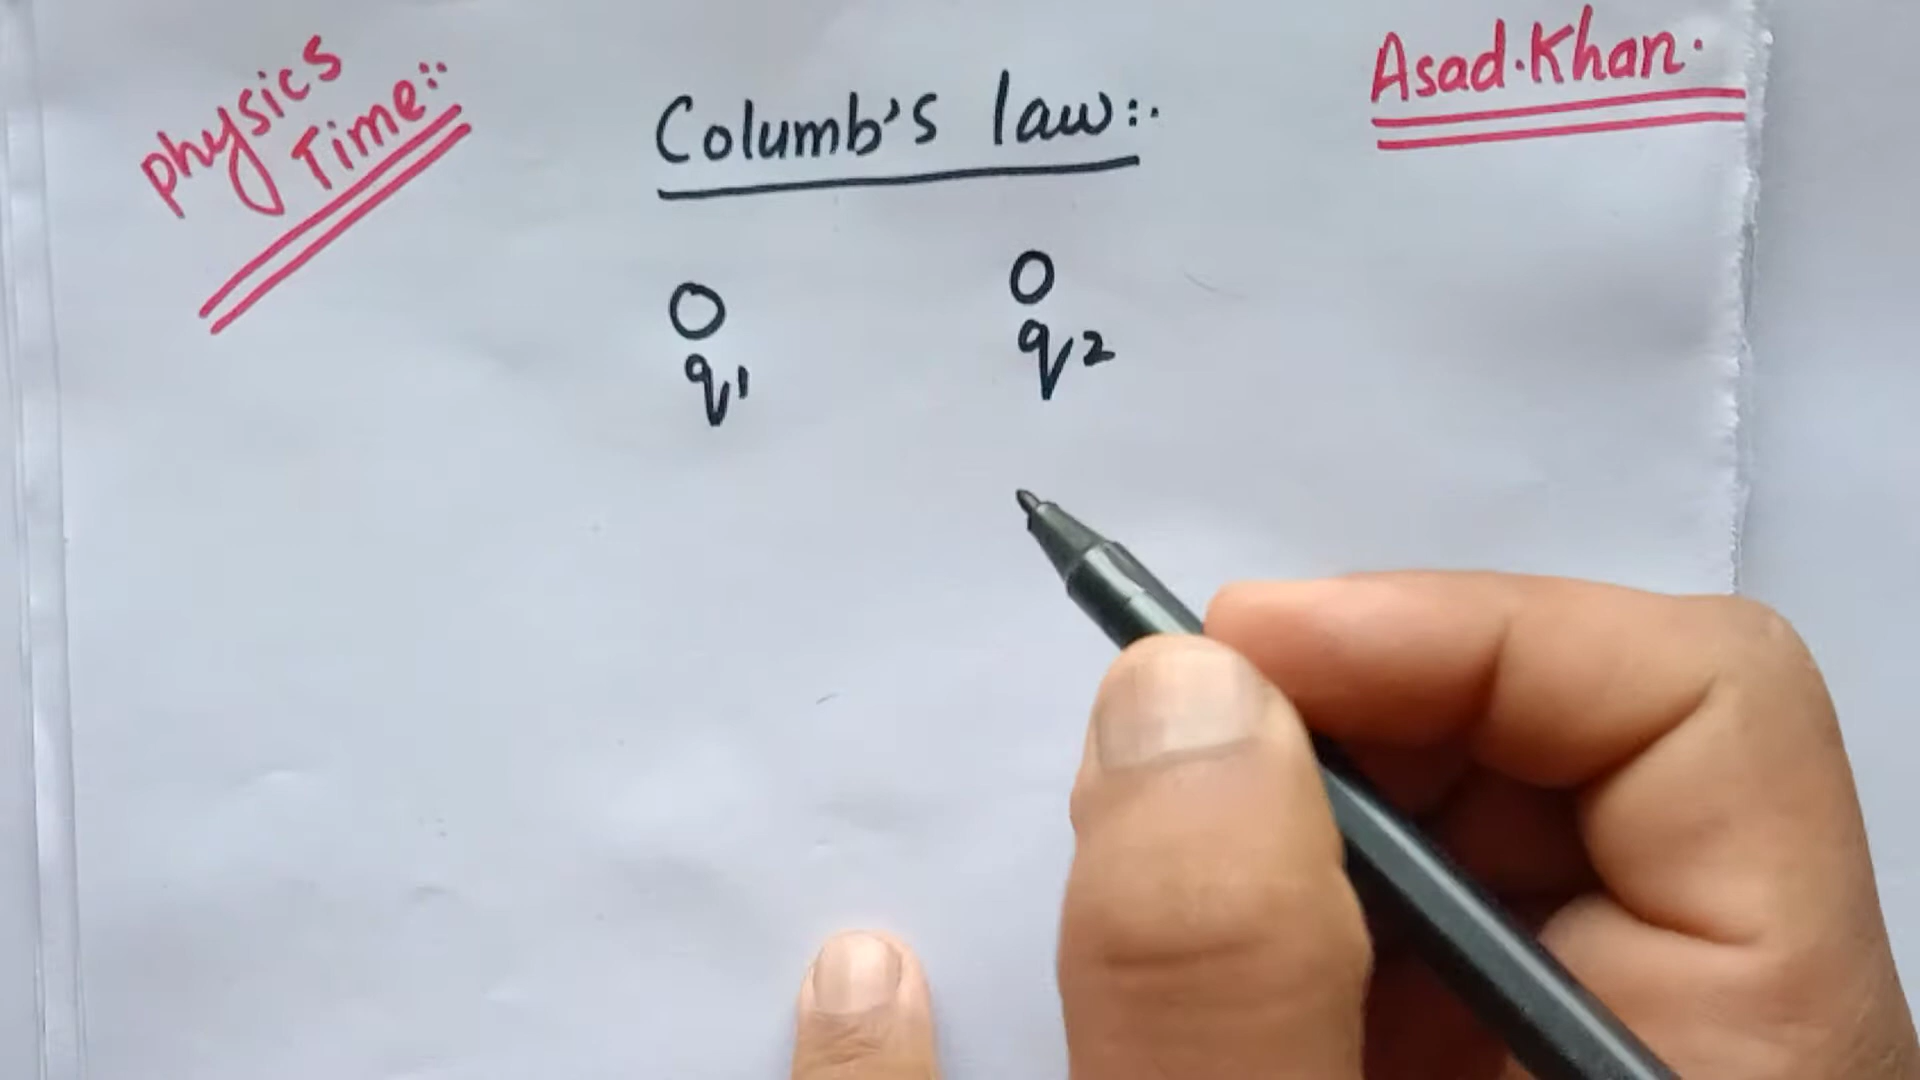 physics
Time::
Columb's law:.
Asad.Khan.
O O
q1 q2